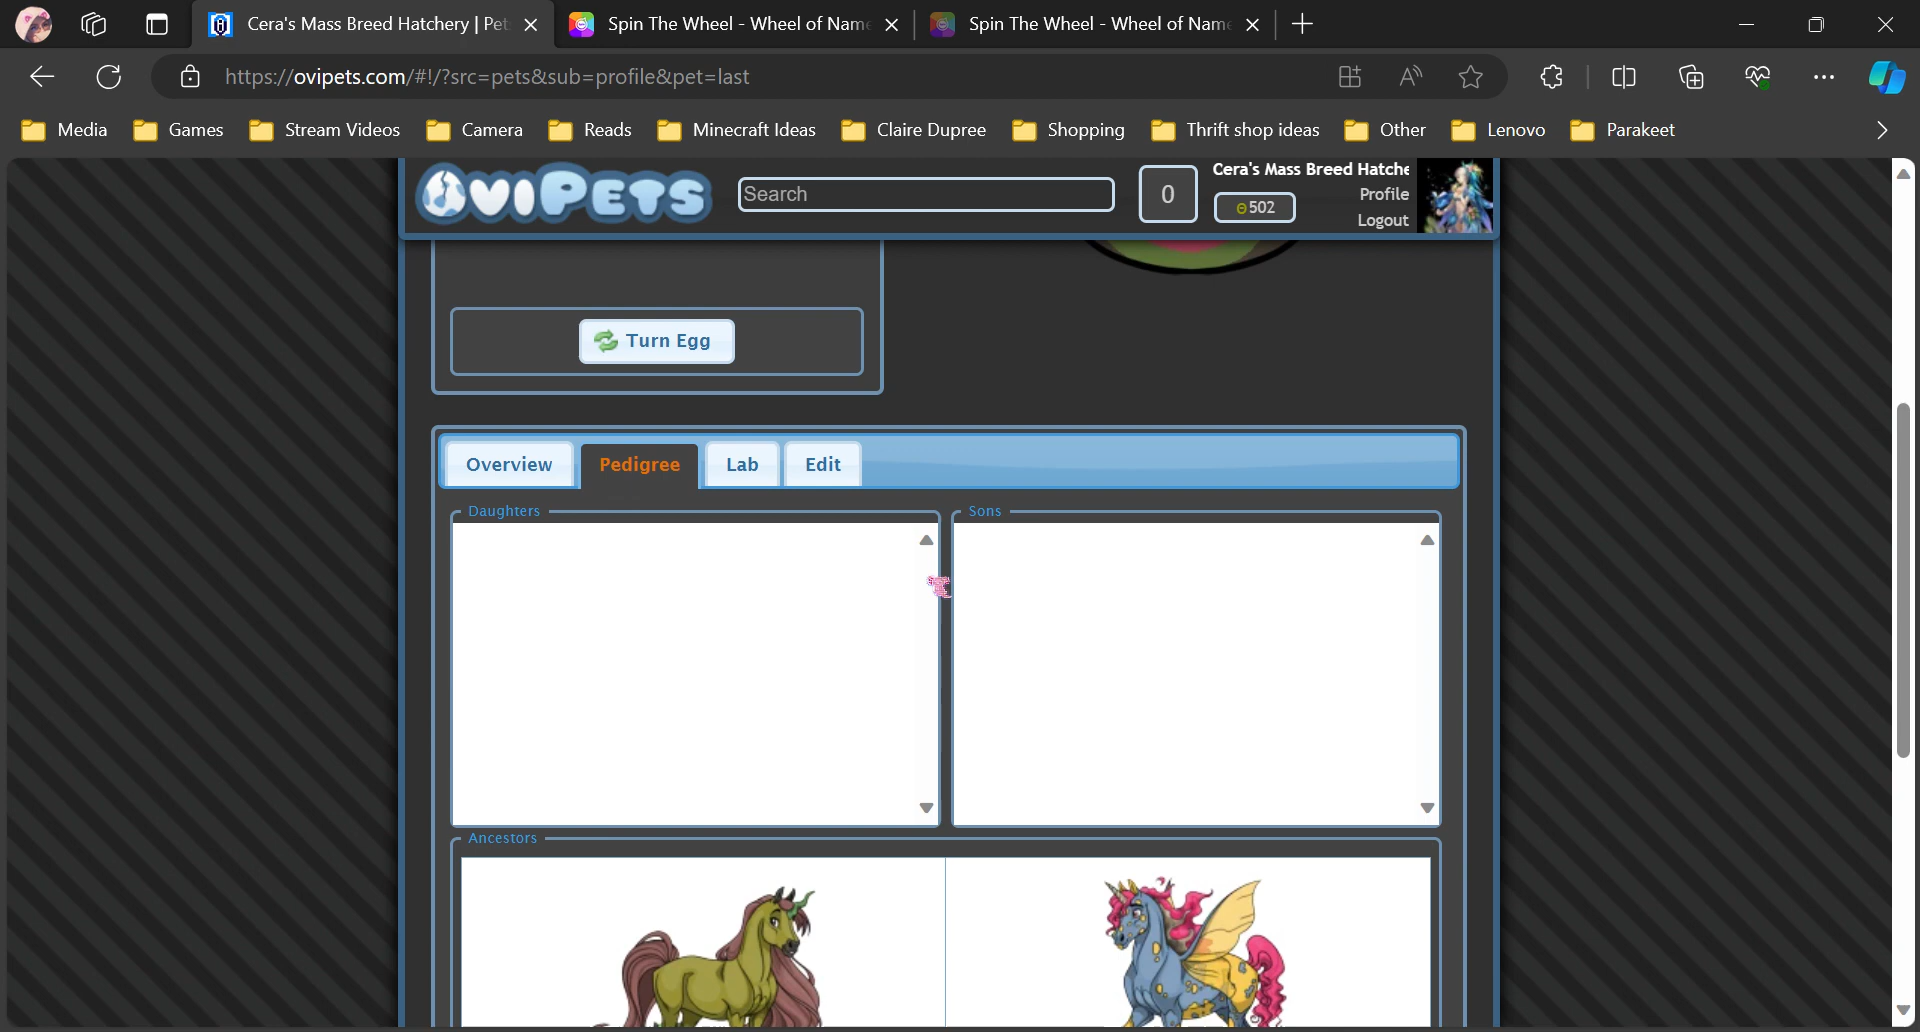 Cera's Mass Breed Hatchery | Pet
Spin The Wheel - Wheel of Name
Spin The Wheel - Wheel of Name
https://ovipets.com/#!/?src=pets&sub=profile&pet=last
Media
Games
Stream Videos
Camera
Reads
Minecraft Ideas
Claire Dupree
Shopping
Thrift shop ideas
Other
Lenovo
Parakeet
OviPets
Search
0
Cera's Mass Breed Hatche
502
Profile
Logout
Turn Egg
Overview
Pedigree
Lab
Edit
Daughters
Sons
Ancestors